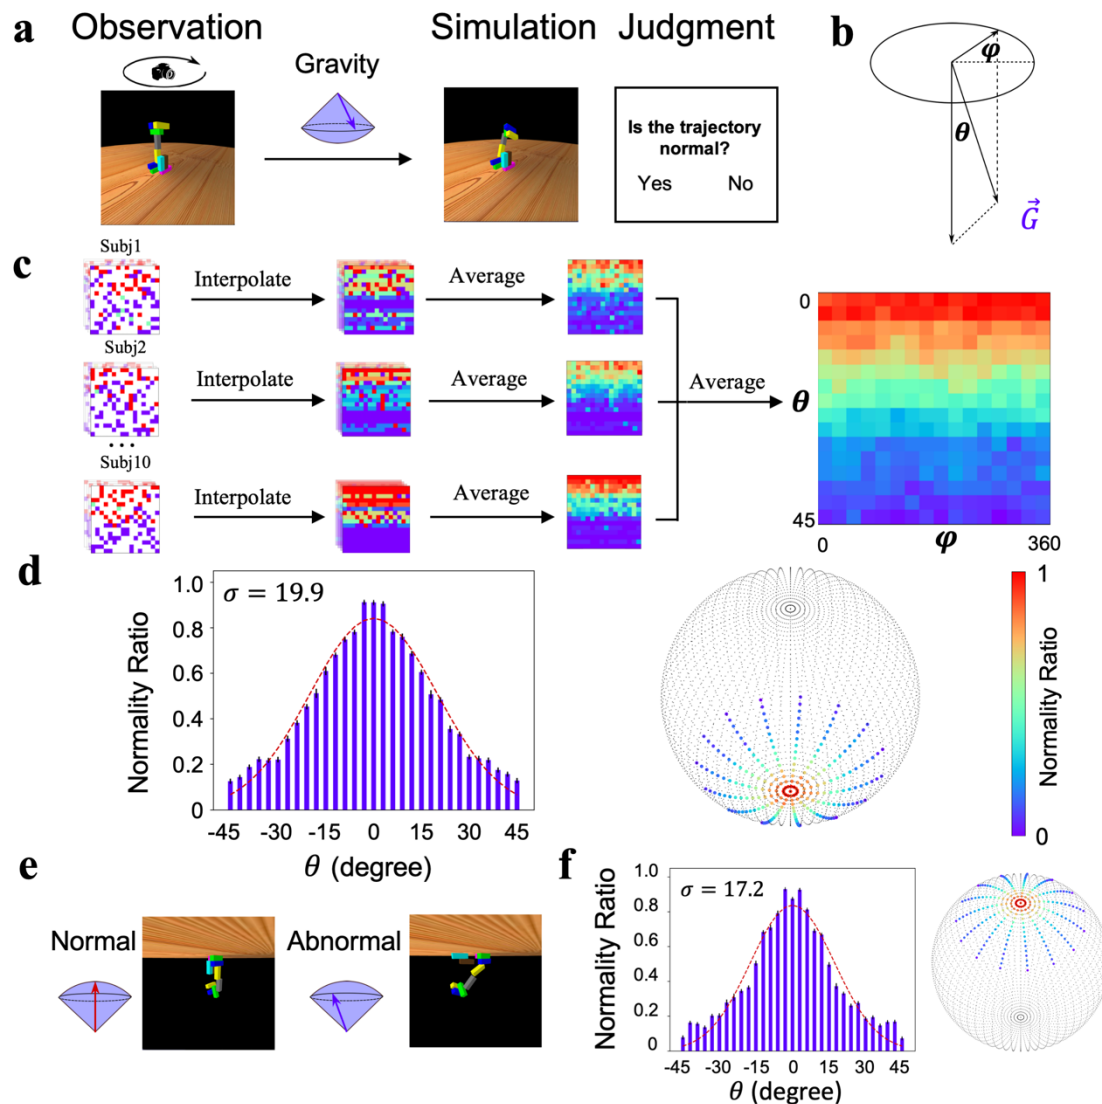 a Observation Simulation Judgment b
Gravity
Is the trajectory
normal?
Yes No
φ
θ
G⃗
c
Subj1
Interpolate Average
Subj2
Interpolate Average Average
...
Subj10
Interpolate Average
0
θ
45
0 φ 360
d
σ = 19.9
Normality Ratio
1.0
0.8
0.6
0.4
0.2
0
-45 -30 -15 0 15 30 45
θ (degree)
1
Normality Ratio
0
e
Normal Abnormal
f
σ = 17.2
Normality Ratio
1.0
0.8
0.6
0.4
0.2
0
-45 -30 -15 0 15 30 45
θ (degree)